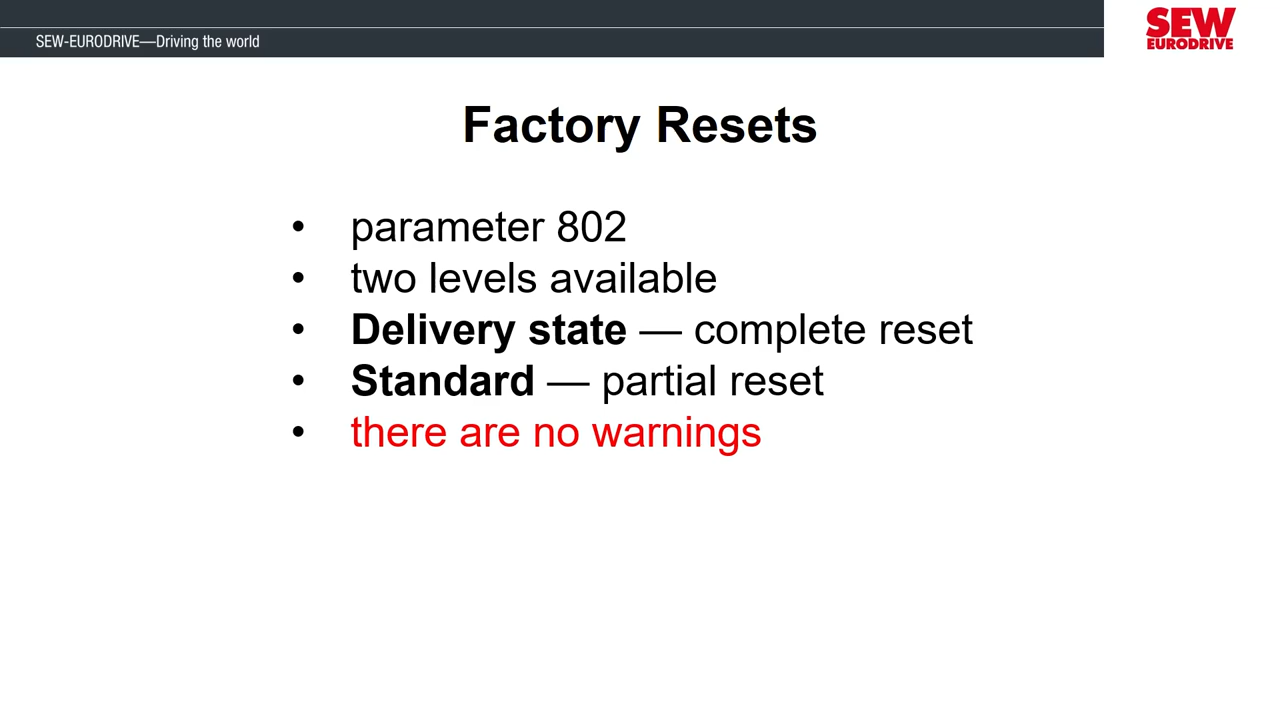 SEW-EURODRIVE—Driving the world
SEW
EURODRIVE
Factory Resets
• parameter 802
• two levels available
• Delivery state — complete reset
• Standard — partial reset
• there are no warnings